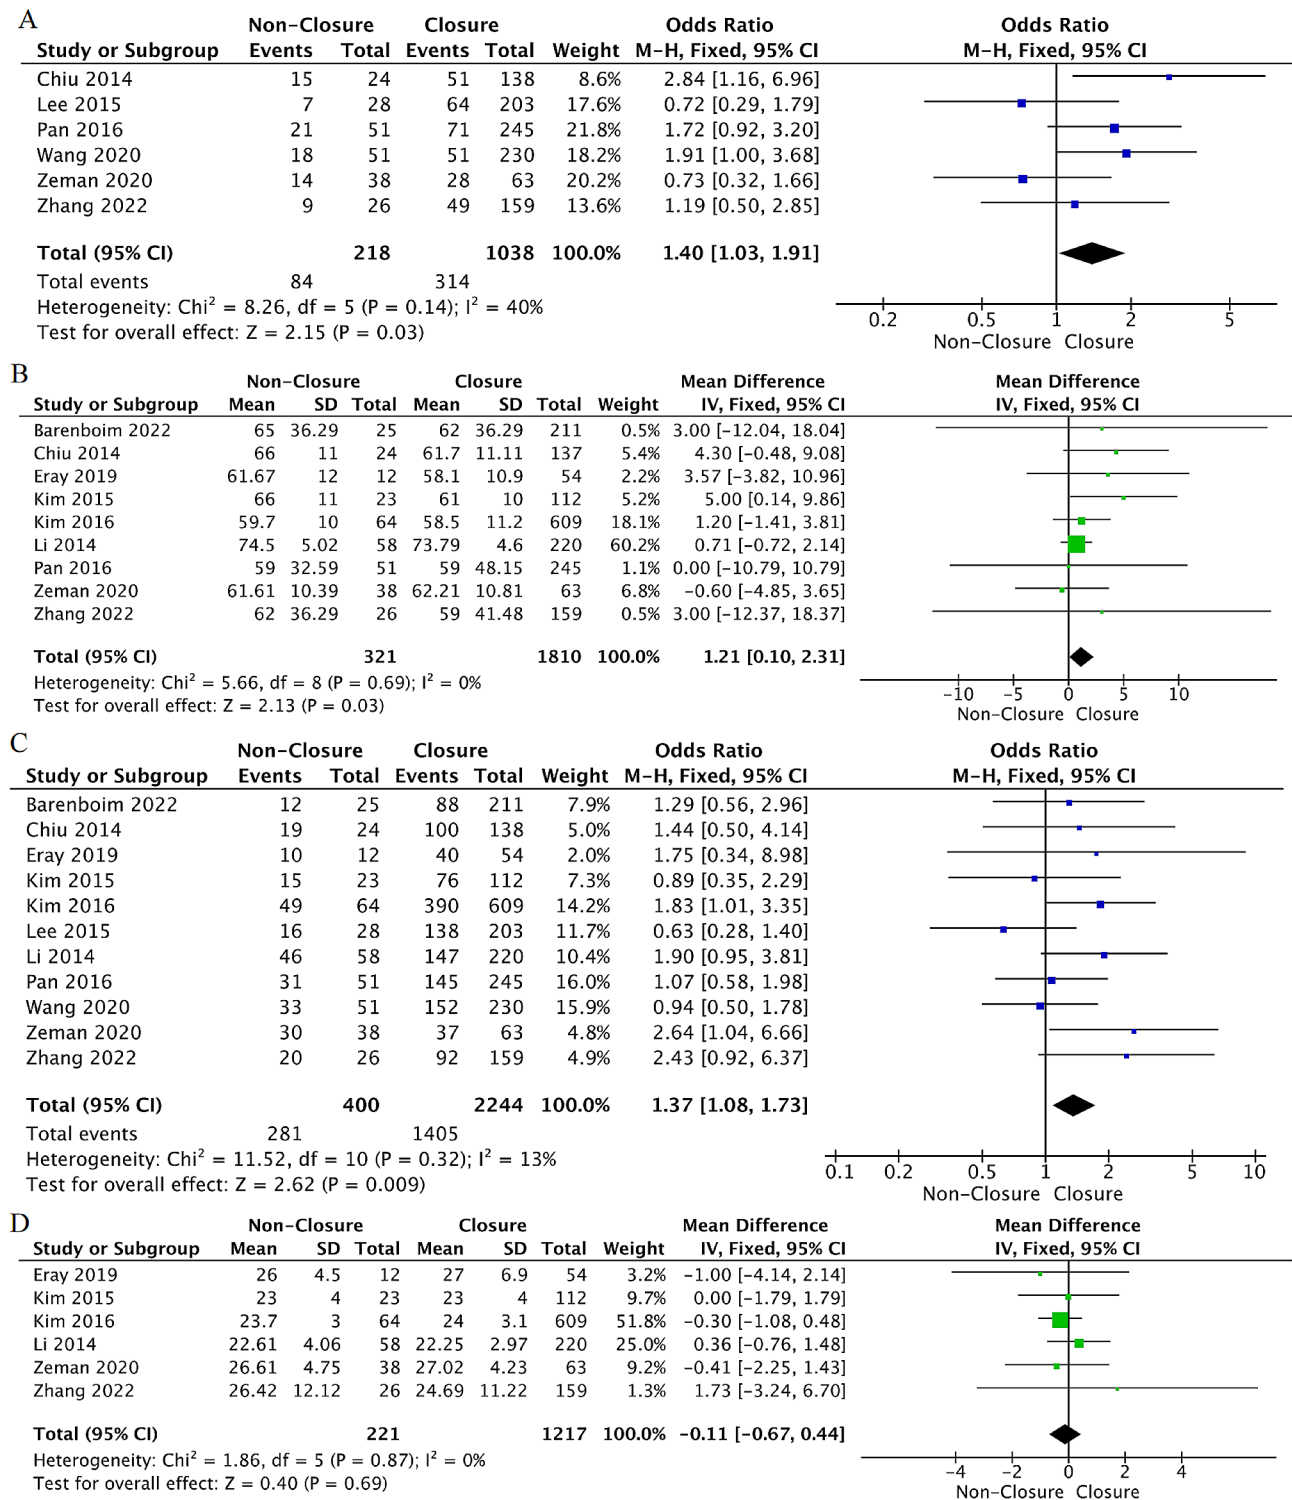 A
Non-Closure Closure Odds Ratio Odds Ratio
Study or Subgroup Events Total Events Total Weight M-H, Fixed, 95% CI M-H, Fixed, 95% CI
Chiu 2014 15 24 51 138 8.6% 2.84 [1.16, 6.96]
Lee 2015 7 28 64 203 17.6% 0.72 [0.29, 1.79]
Pan 2016 21 51 71 245 21.8% 1.72 [0.92, 3.20]
Wang 2020 18 51 51 230 18.2% 1.91 [1.00, 3.68]
Zeman 2020 14 38 28 63 20.2% 0.73 [0.32, 1.66]
Zhang 2022 9 26 49 159 13.6% 1.19 [0.50, 2.85]
Total (95% CI) 218 1038 100.0% 1.40 [1.03, 1.91]
Total events 84 314
Heterogeneity: Chi² = 8.26, df = 5 (P = 0.14); I² = 40%
Test for overall effect: Z = 2.15 (P = 0.03)
0.2 0.5 1 2 5
Non-Closure Closure
B
Non-Closure Closure Mean Difference Mean Difference
Study or Subgroup Mean SD Total Mean SD Total Weight IV, Fixed, 95% CI IV, Fixed, 95% CI
Barenboim 2022 65 36.29 25 62 36.29 211 0.5% 3.00 [-12.04, 18.04]
Chiu 2014 66 11 24 61.7 11.11 137 5.4% 4.30 [-0.48, 9.08]
Eray 2019 61.67 12 12 58.1 10.9 54 2.2% 3.57 [-3.82, 10.96]
Kim 2015 66 11 23 61 10 112 5.2% 5.00 [0.14, 9.86]
Kim 2016 59.7 10 64 58.5 11.2 609 18.1% 1.20 [-1.41, 3.81]
Li 2014 74.5 5.02 58 73.79 4.6 220 60.2% 0.71 [-0.72, 2.14]
Pan 2016 59 32.59 51 59 48.15 245 1.1% 0.00 [-10.79, 10.79]
Zeman 2020 61.61 10.39 38 62.21 10.81 63 6.8% -0.60 [-4.85, 3.65]
Zhang 2022 62 36.29 26 59 41.48 159 0.5% 3.00 [-12.37, 18.37]
Total (95% CI) 321 1810 100.0% 1.21 [0.10, 2.31]
Heterogeneity: Chi² = 5.66, df = 8 (P = 0.69); I² = 0%
Test for overall effect: Z = 2.13 (P = 0.03)
-10 -5 0 5 10
Non-Closure Closure
C
Non-Closure Closure Odds Ratio Odds Ratio
Study or Subgroup Events Total Events Total Weight M-H, Fixed, 95% CI M-H, Fixed, 95% CI
Barenboim 2022 12 25 88 211 7.9% 1.29 [0.56, 2.96]
Chiu 2014 19 24 100 138 5.0% 1.44 [0.50, 4.14]
Eray 2019 10 12 40 54 2.0% 1.75 [0.34, 8.98]
Kim 2015 15 23 76 112 7.3% 0.89 [0.35, 2.29]
Kim 2016 49 64 390 609 14.2% 1.83 [1.01, 3.35]
Lee 2015 16 28 138 203 11.7% 0.63 [0.28, 1.40]
Li 2014 46 58 147 220 10.4% 1.90 [0.95, 3.81]
Pan 2016 31 51 145 245 16.0% 1.07 [0.58, 1.98]
Wang 2020 33 51 152 230 15.9% 0.94 [0.50, 1.78]
Zeman 2020 30 38 37 63 4.8% 2.64 [1.04, 6.66]
Zhang 2022 20 26 92 159 4.9% 2.43 [0.92, 6.37]
Total (95% CI) 400 2244 100.0% 1.37 [1.08, 1.73]
Total events 281 1405
Heterogeneity: Chi² = 11.52, df = 10 (P = 0.32); I² = 13%
Test for overall effect: Z = 2.62 (P = 0.009)
0.1 0.2 0.5 1 2 5 10
Non-Closure Closure
D
Non-Closure Closure Mean Difference Mean Difference
Study or Subgroup Mean SD Total Mean SD Total Weight IV, Fixed, 95% CI IV, Fixed, 95% CI
Eray 2019 26 4.5 12 27 6.9 54 3.2% -1.00 [-4.14, 2.14]
Kim 2015 23 4 23 23 4 112 9.7% 0.00 [-1.79, 1.79]
Kim 2016 23.7 3 64 24 3.1 609 51.8% -0.30 [-1.08, 0.48]
Li 2014 22.61 4.06 58 22.25 2.97 220 25.0% 0.36 [-0.76, 1.48]
Zeman 2020 26.61 4.75 38 27.02 4.23 63 9.2% -0.41 [-2.25, 1.43]
Zhang 2022 26.42 12.12 26 24.69 11.22 159 1.3% 1.73 [-3.24, 6.70]
Total (95% CI) 221 1217 100.0% -0.11 [-0.67, 0.44]
Heterogeneity: Chi² = 1.86, df = 5 (P = 0.87); I² = 0%
Test for overall effect: Z = 0.40 (P = 0.69)
-4 -2 0 2 4
Non-Closure Closure